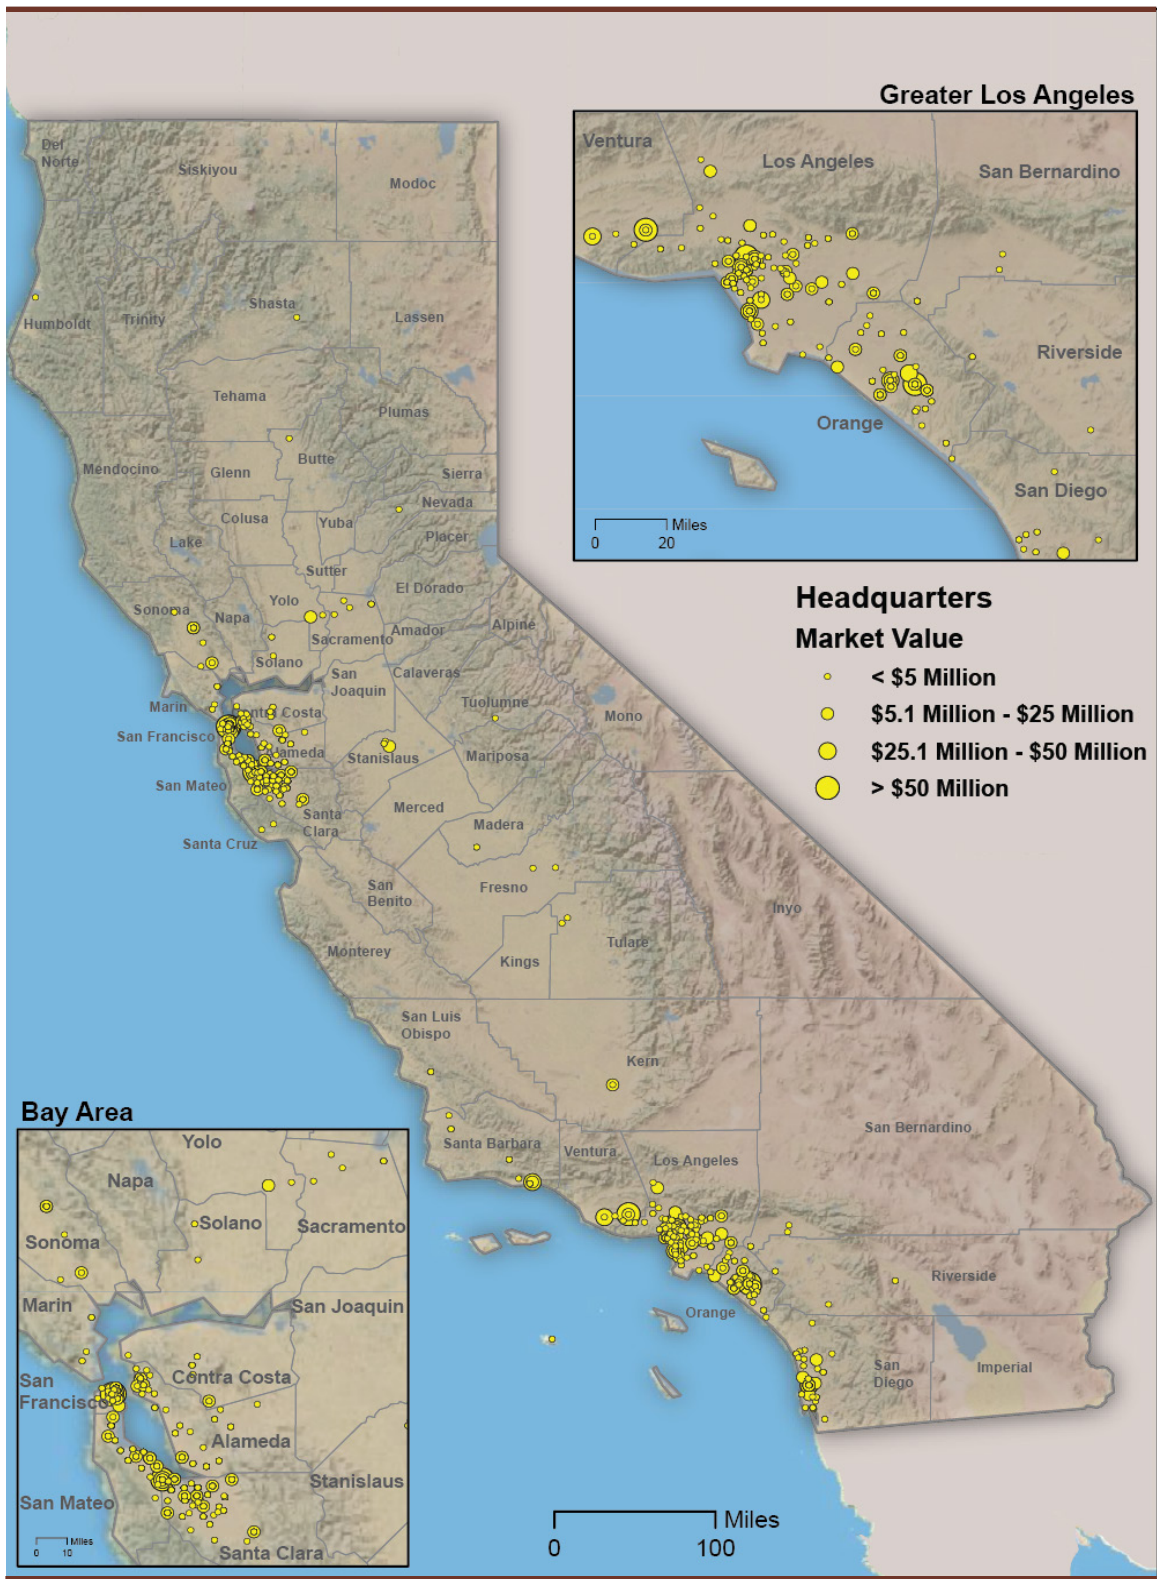 Greater Los Angeles
Ventura
Los Angeles
San Bernardino
Riverside
Orange
San Diego
Miles
0 20
Headquarters
Market Value
< $5 Million
$5.1 Million - $25 Million
$25.1 Million - $50 Million
> $50 Million
Del
Norte
Siskiyou
Modoc
Humboldt
Trinity
Shasta
Lassen
Tehama
Plumas
Mendocino
Glenn
Butte
Sierra
Nevada
Colusa
Yuba
Placer
Lake
Sutter
El Dorado
Sonoma
Napa
Yolo
Sacramento
Amador
Alpine
Solano
San
Joaquin
Calaveras
Marin
Contra Costa
Tuolumne
Mono
San Francisco
Alameda
Stanislaus
Mariposa
San Mateo
Santa
Clara
Merced
Madera
Santa Cruz
San
Benito
Fresno
Inyo
Monterey
Tulare
Kings
San Luis
Obispo
Kern
Santa Barbara
Ventura
Los Angeles
San Bernardino
Orange
Riverside
San
Diego
Imperial
Miles
0 100
Bay Area
Yolo
Napa
Solano
Sacramento
Sonoma
Marin
San Joaquin
San
Francisco
Contra Costa
Alameda
Stanislaus
San Mateo
Miles
0 10
Santa Clara